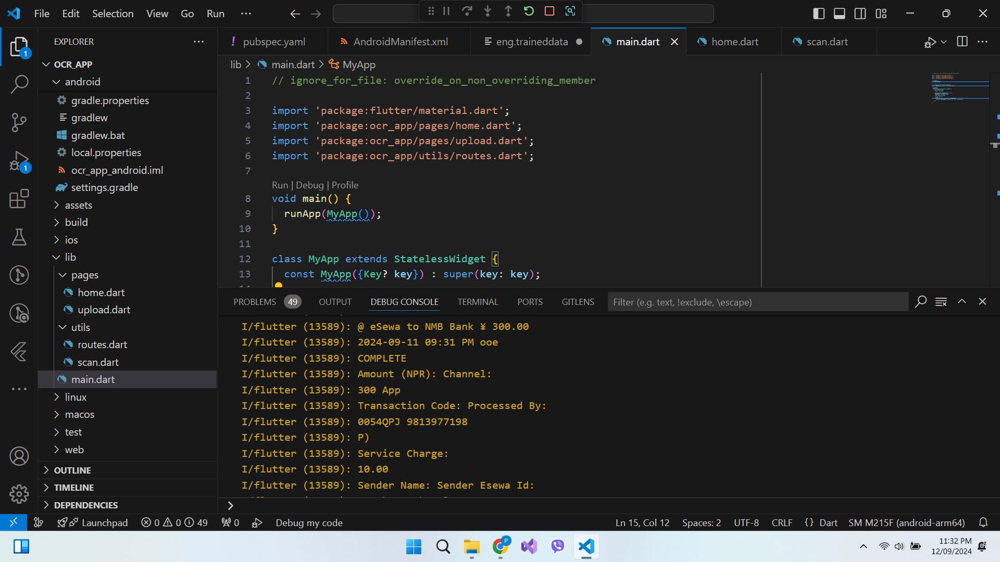 File Edit Selection View Go Run ···
EXPLORER ···
pubspec.yaml AndroidManifest.xml eng.traineddata main.dart home.dart scan.dart
1
OCR_APP
android
gradle.properties
gradlew
gradlew.bat
local.properties
1
ocr_app_android.iml
settings.gradle
assets
build
ios
lib
pages
home.dart
upload.dart
utils
routes.dart
scan.dart
main.dart
linux
macos
test
web
OUTLINE
TIMELINE
DEPENDENCIES
lib > main.dart > MyApp
1 // ignore_for_file: override_on_non_overriding_member
2
3 import 'package:flutter/material.dart';
4 import 'package:ocr_app/pages/home.dart';
5 import 'package:ocr_app/pages/upload.dart';
6 import 'package:ocr_app/utils/routes.dart';
7
Run | Debug | Profile
8 void main() {
9 runApp(MyApp());
10 }
11
12 class MyApp extends StatelessWidget {
13 const MyApp({Key? key}) : super(key: key);
PROBLEMS 49 OUTPUT DEBUG CONSOLE TERMINAL PORTS GITLENS Filter (e.g. text, !exclude, \escape)
I/flutter (13589): @ eSewa to NMB Bank ¥ 300.00
I/flutter (13589): 2024-09-11 09:31 PM ooe
I/flutter (13589): COMPLETE
I/flutter (13589): Amount (NPR): Channel:
I/flutter (13589): 300 App
I/flutter (13589): Transaction Code: Processed By:
I/flutter (13589): 0054QPJ 9813977198
I/flutter (13589): P)
I/flutter (13589): Service Charge:
I/flutter (13589): 10.00
I/flutter (13589): Sender Name: Sender Esewa Id:
Launchpad 0 0 49 0 Debug my code Ln 15, Col 12 Spaces: 2 UTF-8 CRLF {} Dart SM M215F (android-arm64)
P
11:32 PM
12/09/2024